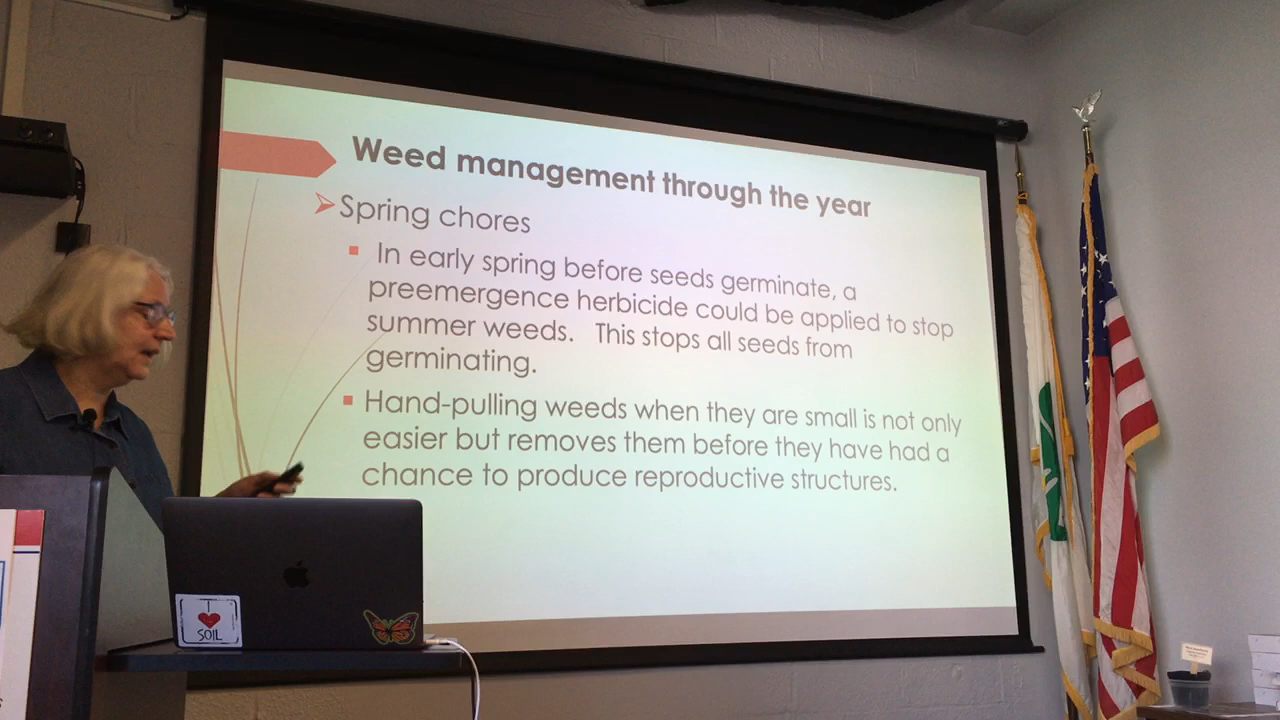 Weed management through the year
Spring chores
In early spring before seeds germinate, a
preemergence herbicide could be applied to stop
summer weeds. This stops all seeds from
germinating.
Hand-pulling weeds when they are small is not only
easier but removes them before they have had a
chance to produce reproductive structures.
I
SOIL